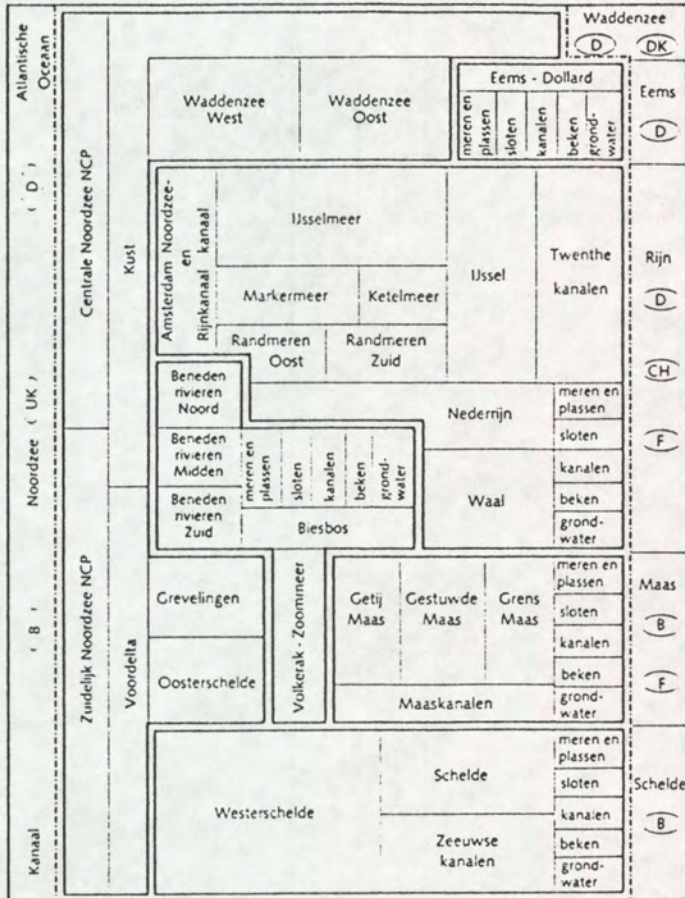 Atlantische
Oceaan
( D )
Noordzee ( UK )
( B )
Kanaal
Centrale Noordzee NCP
Zuidelijk Noordzee NCP
Kust
Voordelta
Waddenzee
D
DK
Waddenzee
West
Waddenzee
Oost
Eems - Dollard
meren en
plassen
sloten
kanalen
beken
grond-
water
Eems
D
Amsterdam Noordzee-
en
Rijnkanaal kanaal
IJsselmeer
Markermeer
Ketelmeer
Randmeren
Oost
Randmeren
Zuid
IJssel
Twenthe
kanalen
Rijn
D
CH
F
Beneden
rivieren
Noord
Beneden
rivieren
Midden
Beneden
rivieren
Zuid
meren en
plassen
sloten
kanalen
beken
grond-
water
Biesbos
Nederrijn
Waal
meren en
plassen
sloten
kanalen
beken
grond-
water
Grevelingen
Oosterschelde
Volkerak - Zoommeer
Getij
Maas
Gestuwde
Maas
Grens
Maas
Maaskanalen
meren en
plassen
sloten
kanalen
beken
grond-
water
Maas
B
F
Westerschelde
Schelde
Zeeuwse
kanalen
meren en
plassen
sloten
kanalen
beken
grond-
water
Schelde
B